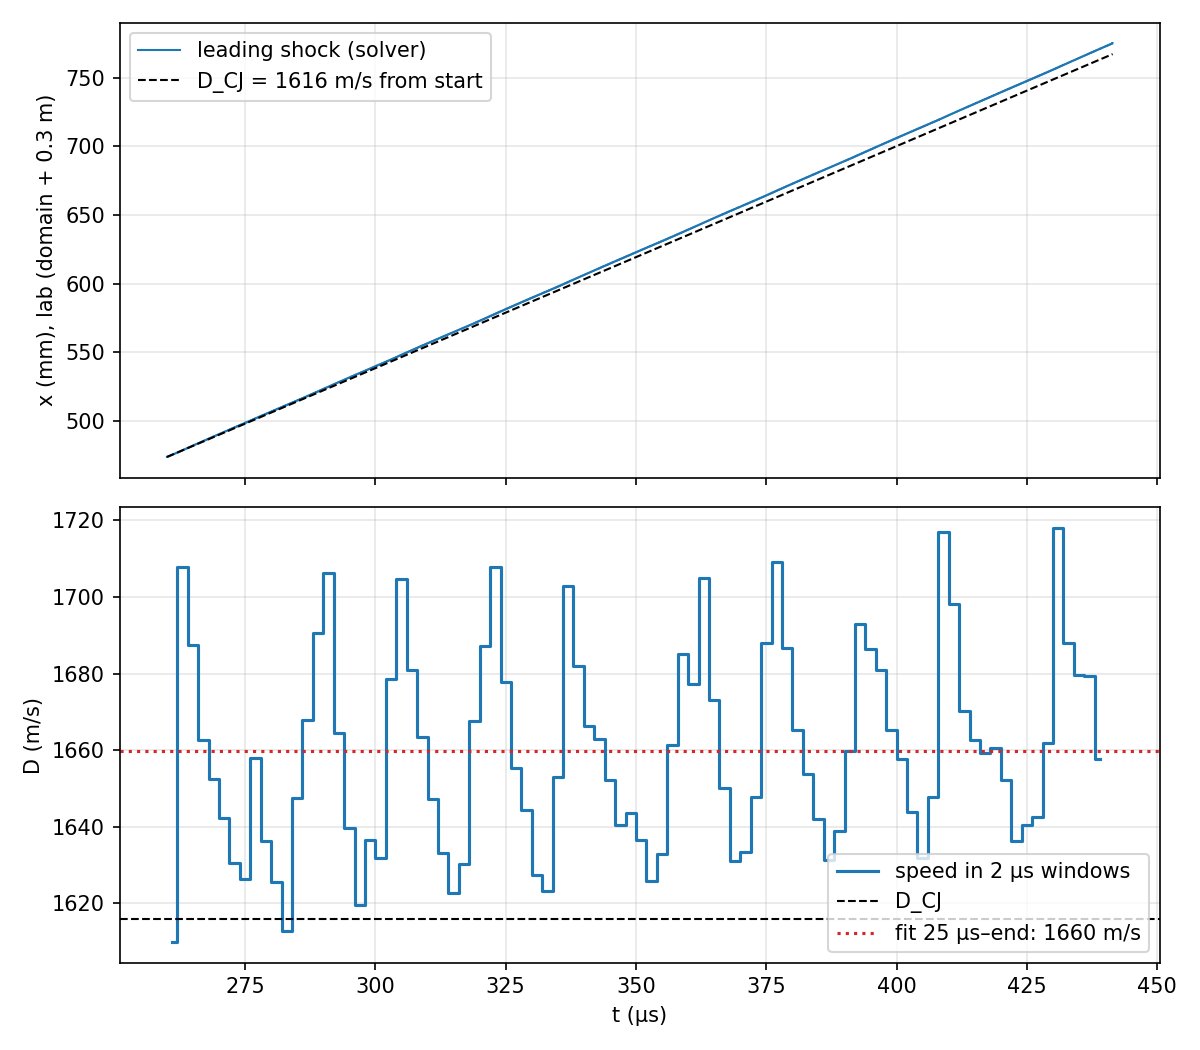 leading shock (solver)
D_CJ = 1616 m/s from start
x (mm), lab (domain + 0.3 m)
750
700
650
600
550
500
1720
1700
1680
1660
1640
1620
D (m/s)
speed in 2 µs windows
D_CJ
fit 25 µs–end: 1660 m/s
275
300
325
350
375
400
425
450
t (µs)